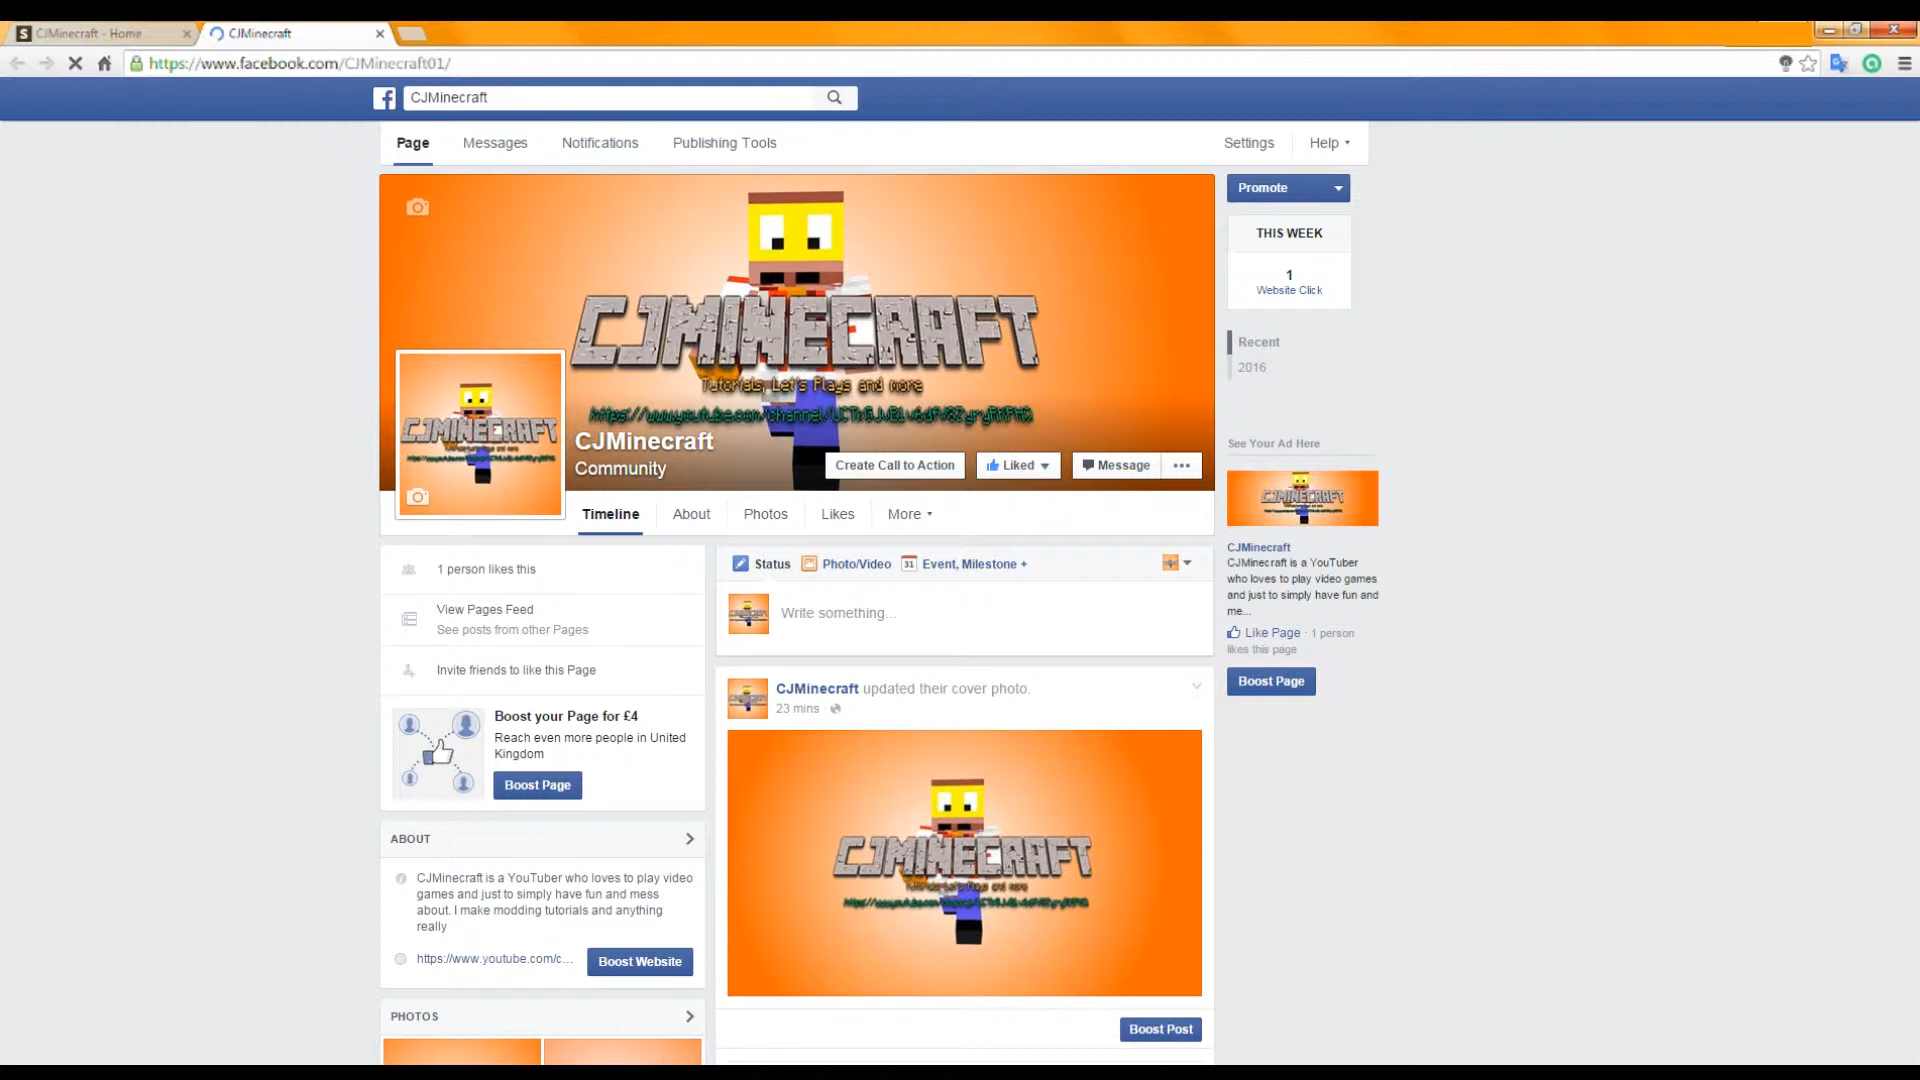 CJMinecraft - Home
CJMinecraft
https://www.facebook.com/CJMinecraft01/
CJMinecraft
Page
Messages
Notifications
Publishing Tools
Settings
Help
Promote
THIS WEEK
1
Website Click
Recent
2016
CJMINECRAFT
Tutorials, Let's Plays and more
CJMINECRAFT
CJMinecraft
Community
Create Call to Action
Liked
Message
Timeline
About
Photos
Likes
More
See Your Ad Here
CJMINECRAFT
CJMinecraft
CJMinecraft is a YouTuber
who loves to play video games
and just to simply have fun and
me...
Like Page · 1 person
likes this page
Boost Page
1 person likes this
View Pages Feed
See posts from other Pages
Invite friends to like this Page
Boost your Page for £4
Reach even more people in United
Kingdom
Boost Page
ABOUT
CJMinecraft is a YouTuber who loves to play video
games and just to simply have fun and mess
about. I make modding tutorials and anything
really
https://www.youtube.com/c...
Boost Website
PHOTOS
Status
Photo/Video
31
Event, Milestone +
Write something...
CJMinecraft updated their cover photo.
23 mins ·
CJMINECRAFT
Tutorials, Let's Plays and more
Boost Post